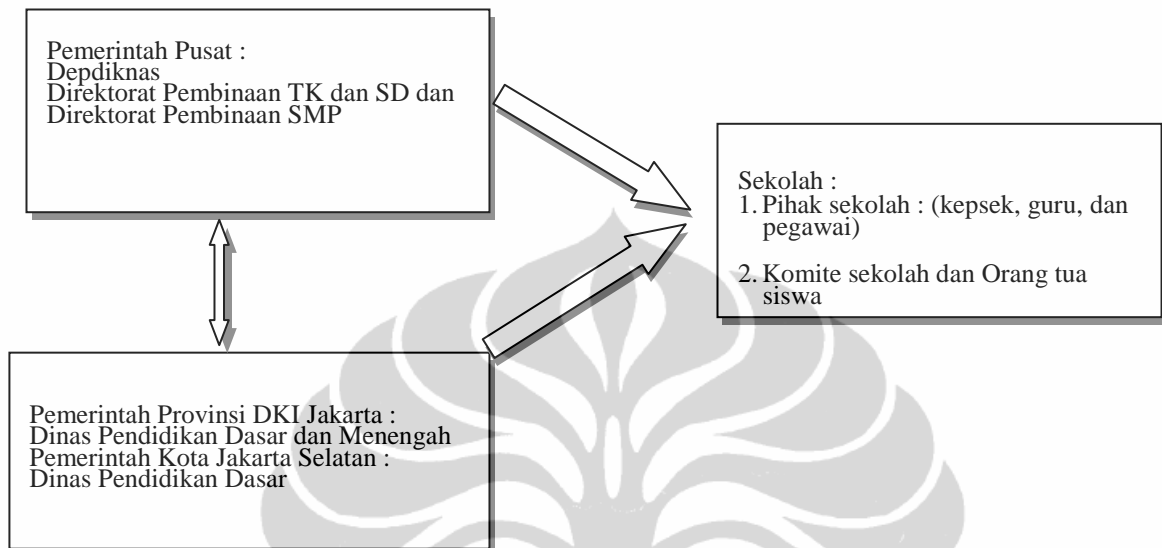 Pemerintah Pusat :
Depdiknas
Direktorat Pembinaan TK dan SD dan
Direktorat Pembinaan SMP
Sekolah :
1. Pihak sekolah : (kepsek, guru, dan
pegawai)
2. Komite sekolah dan Orang tua
siswa
Pemerintah Provinsi DKI Jakarta :
Dinas Pendidikan Dasar dan Menengah
Pemerintah Kota Jakarta Selatan :
Dinas Pendidikan Dasar